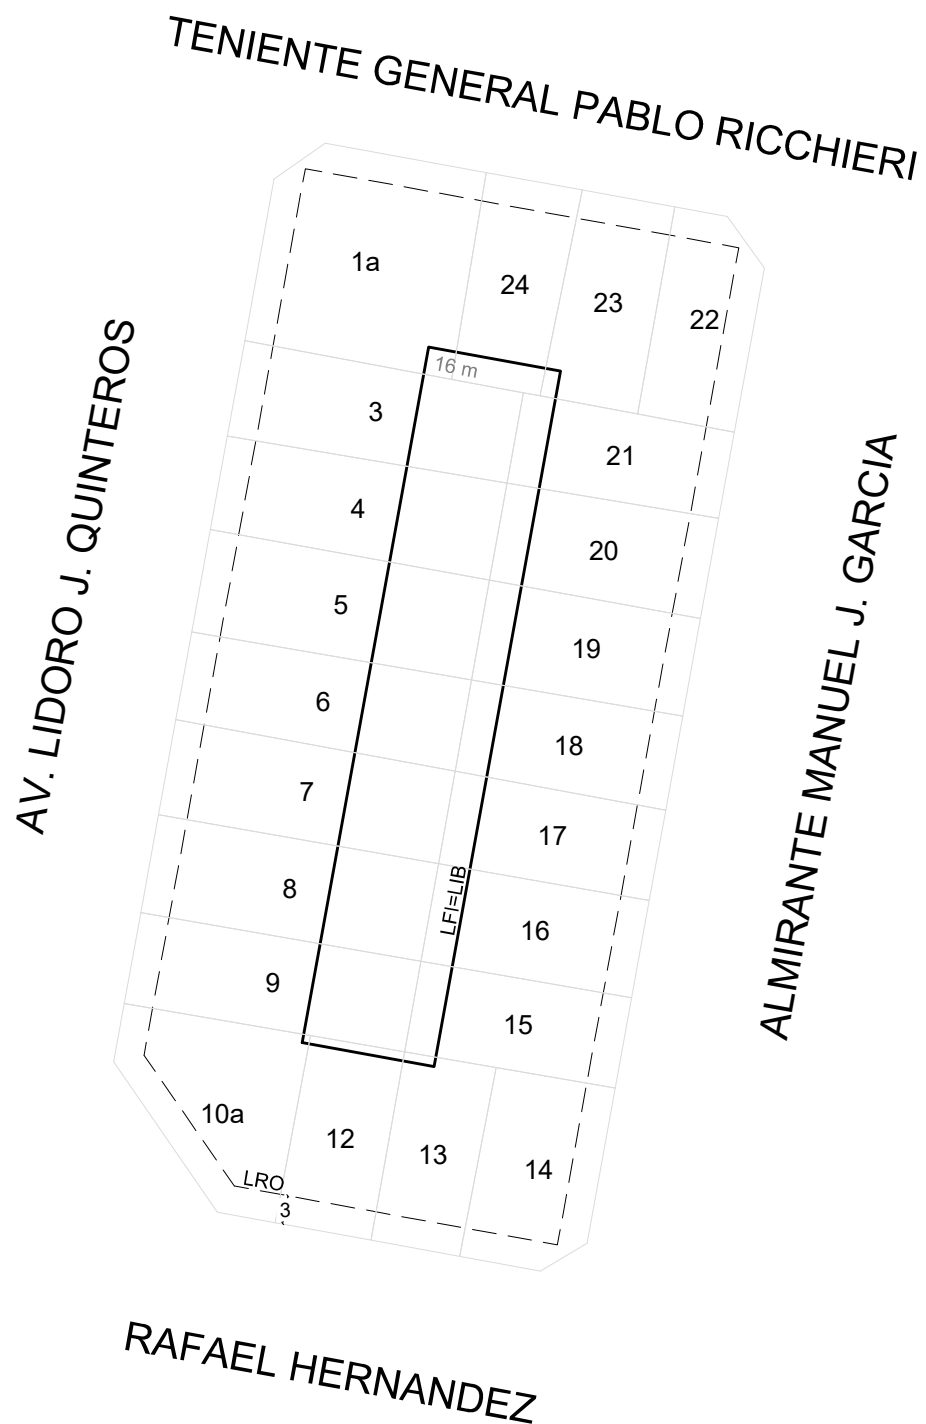 TENIENTE GENERAL PABLO RICCHIERI
1a
24
23
22
AV. LIDORO J. QUINTEROS
16 m
3
21
4
20
ALMIRANTE MANUEL J. GARCIA
5
19
6
18
7
17
8
LFI=LIB
16
9
15
10a
12
13
14
LRO
3
RAFAEL HERNANDEZ